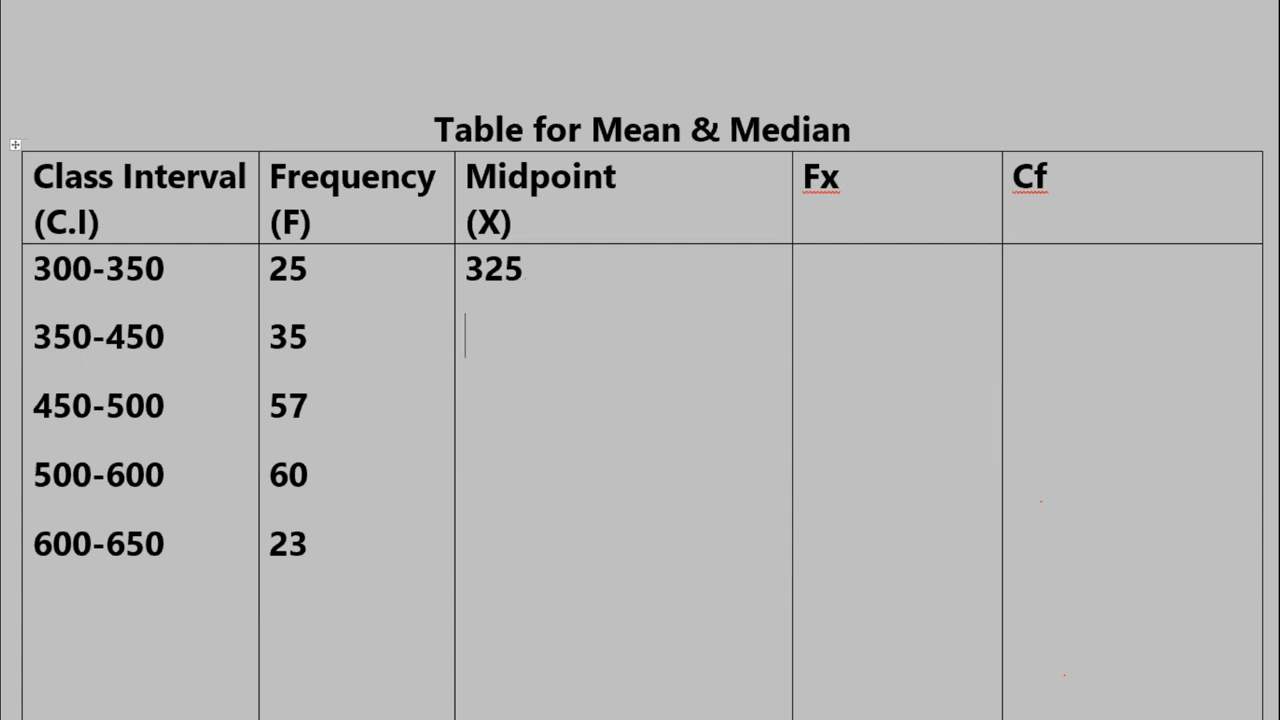 Table for Mean & Median
Class Interval (C.I) Frequency (F) Midpoint (X) Fx Cf
300-350 25 325
350-450 35
450-500 57
500-600 60
600-650 23